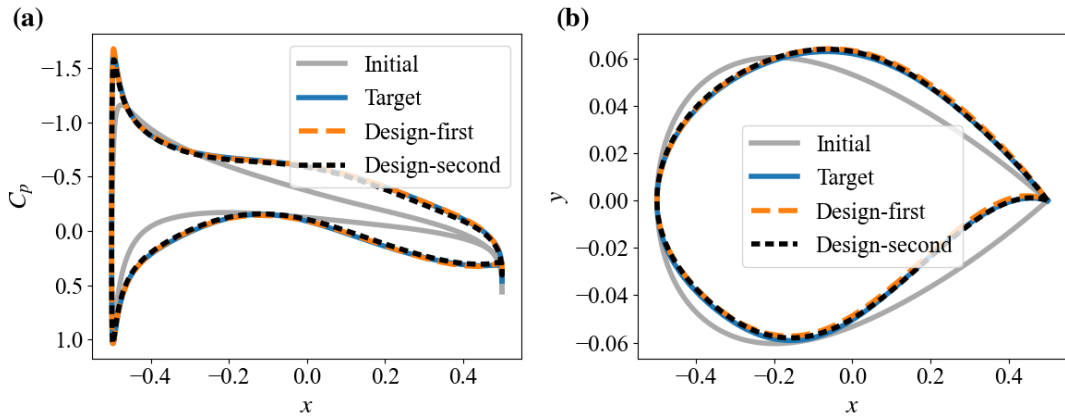 (a)
−1.5
−1.0
−0.5
0.0
0.5
1.0
C_p
−0.4
−0.2
0.0
0.2
0.4
x
Initial
Target
Design-first
Design-second
(b)
0.06
0.04
0.02
0.00
−0.02
−0.04
−0.06
y
−0.4
−0.2
0.0
0.2
0.4
x
Initial
Target
Design-first
Design-second